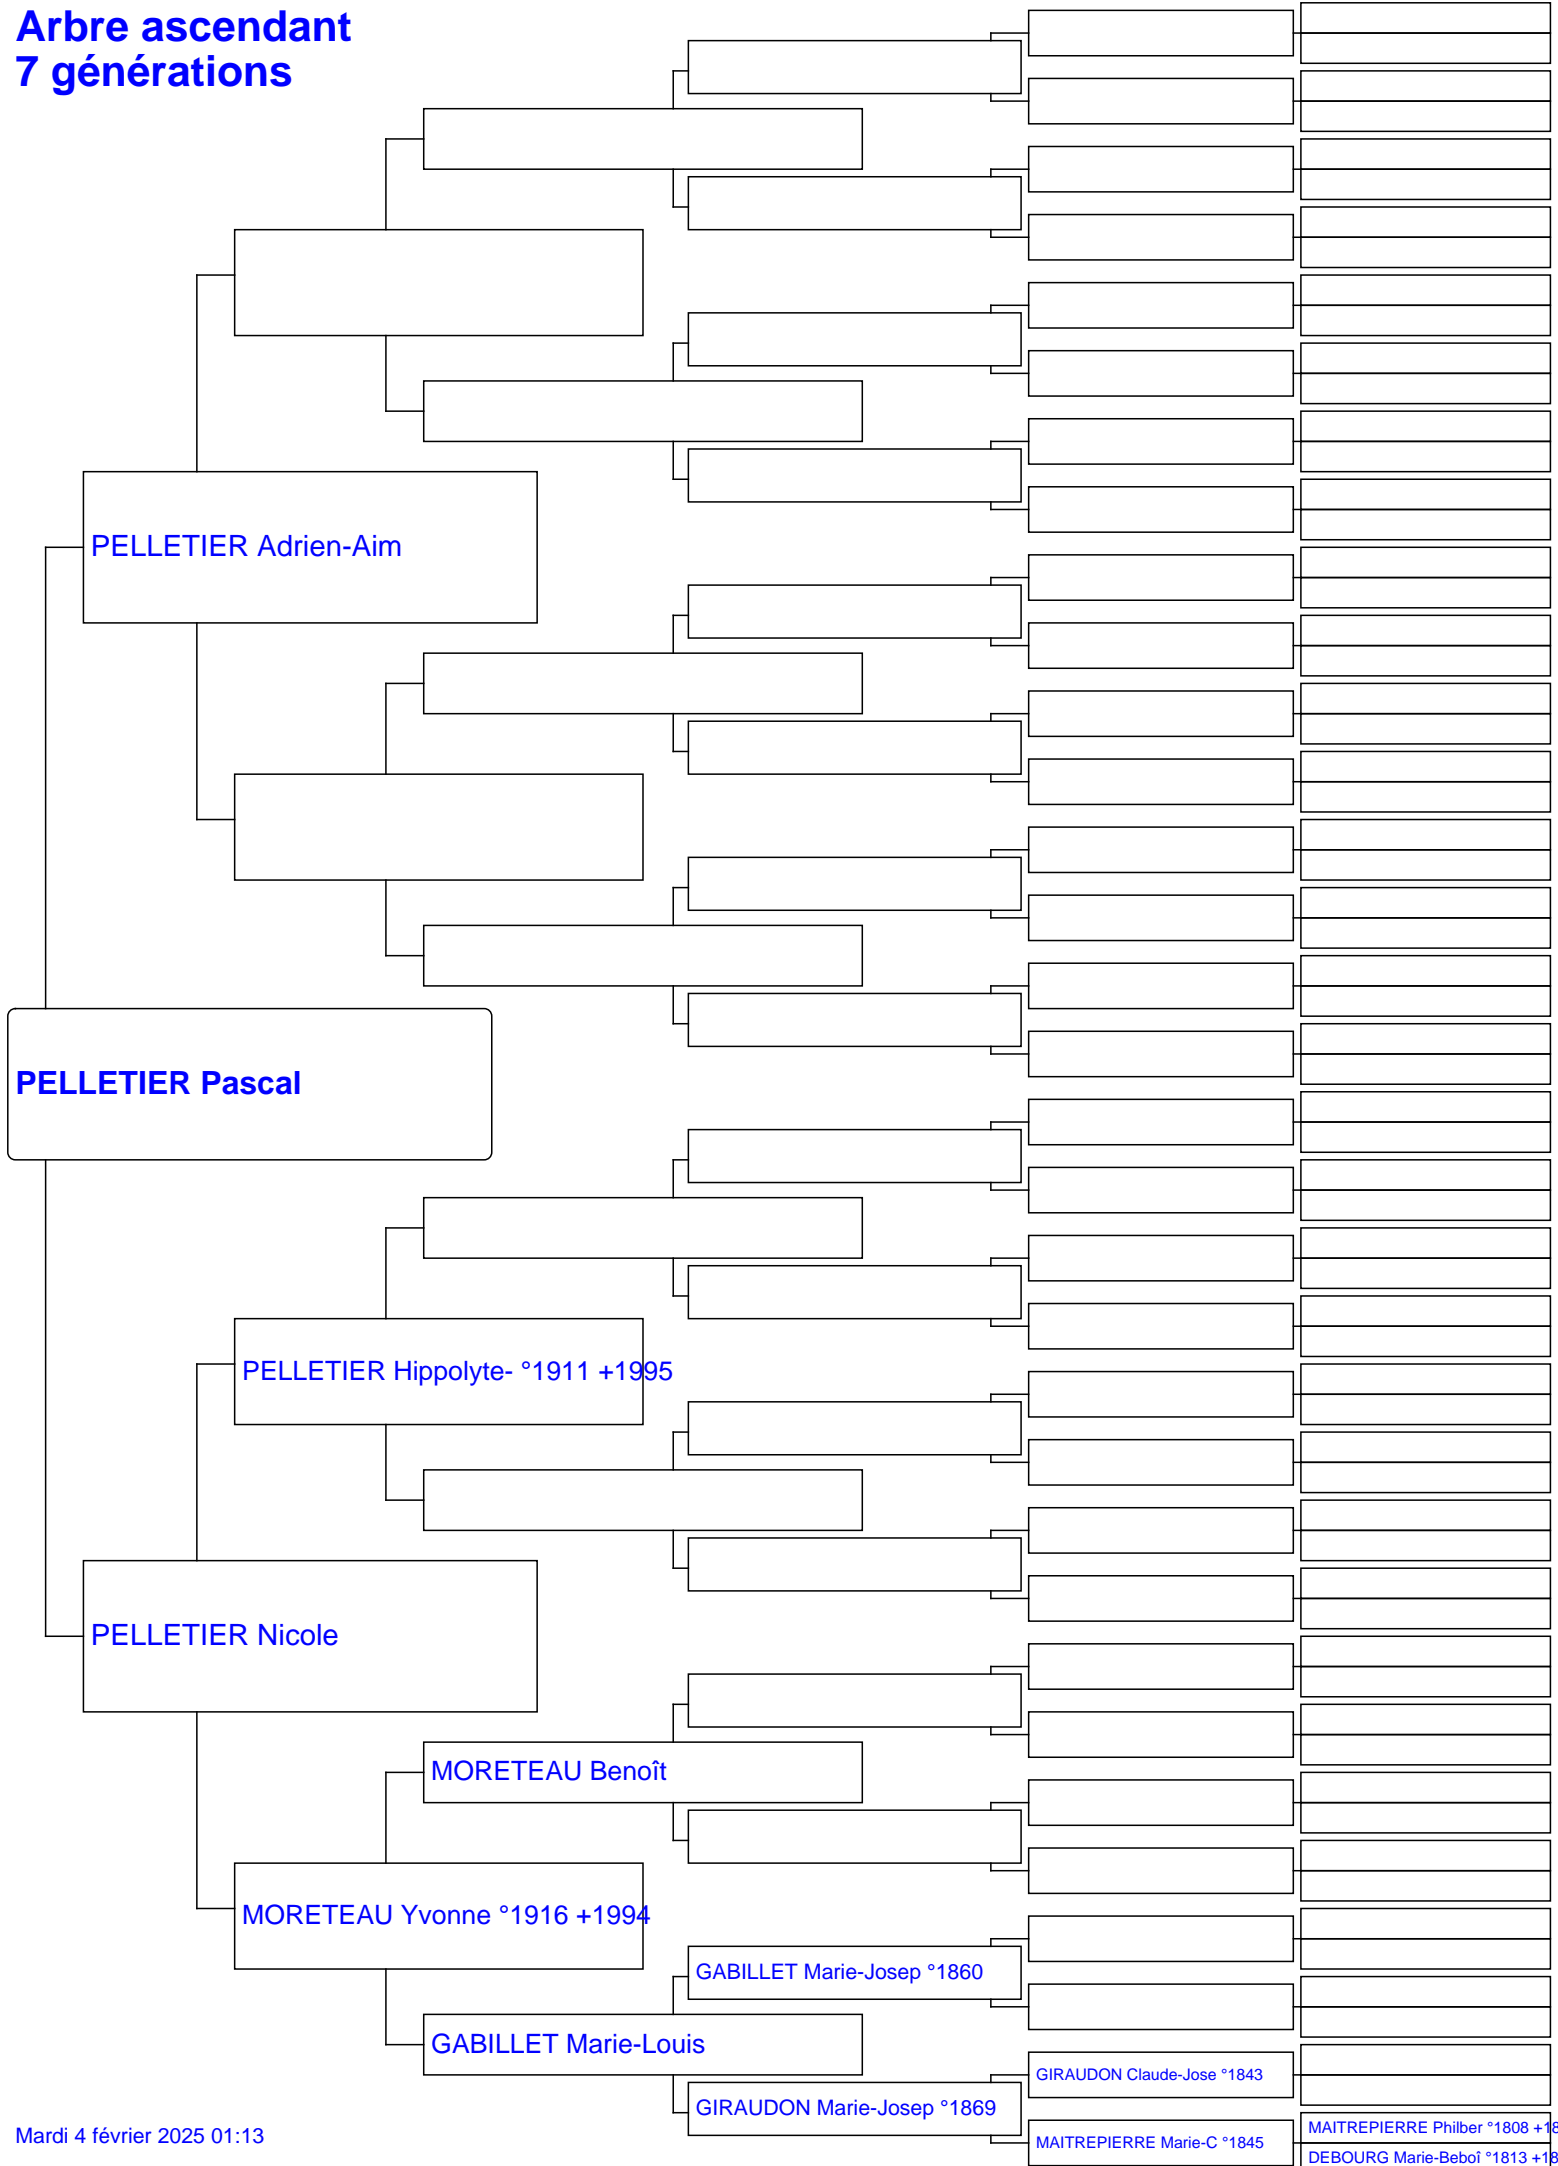 Arbre ascendant
7 générations
PELLETIER Adrien-Aim
PELLETIER Pascal
PELLETIER Hippolyte- °1911 +1995
PELLETIER Nicole
MORETEAU Benoît
MORETEAU Yvonne °1916 +1994
GABILLET Marie-Josep °1860
GABILLET Marie-Louis
GIRAUDON Claude-Jose °1843
GIRAUDON Marie-Josep °1869
MAITREPIERRE Marie-C °1845
MAITREPIERRE Philber °1808 +18
DEBOURG Marie-Beboî °1813 +18
Mardi 4 février 2025 01:13